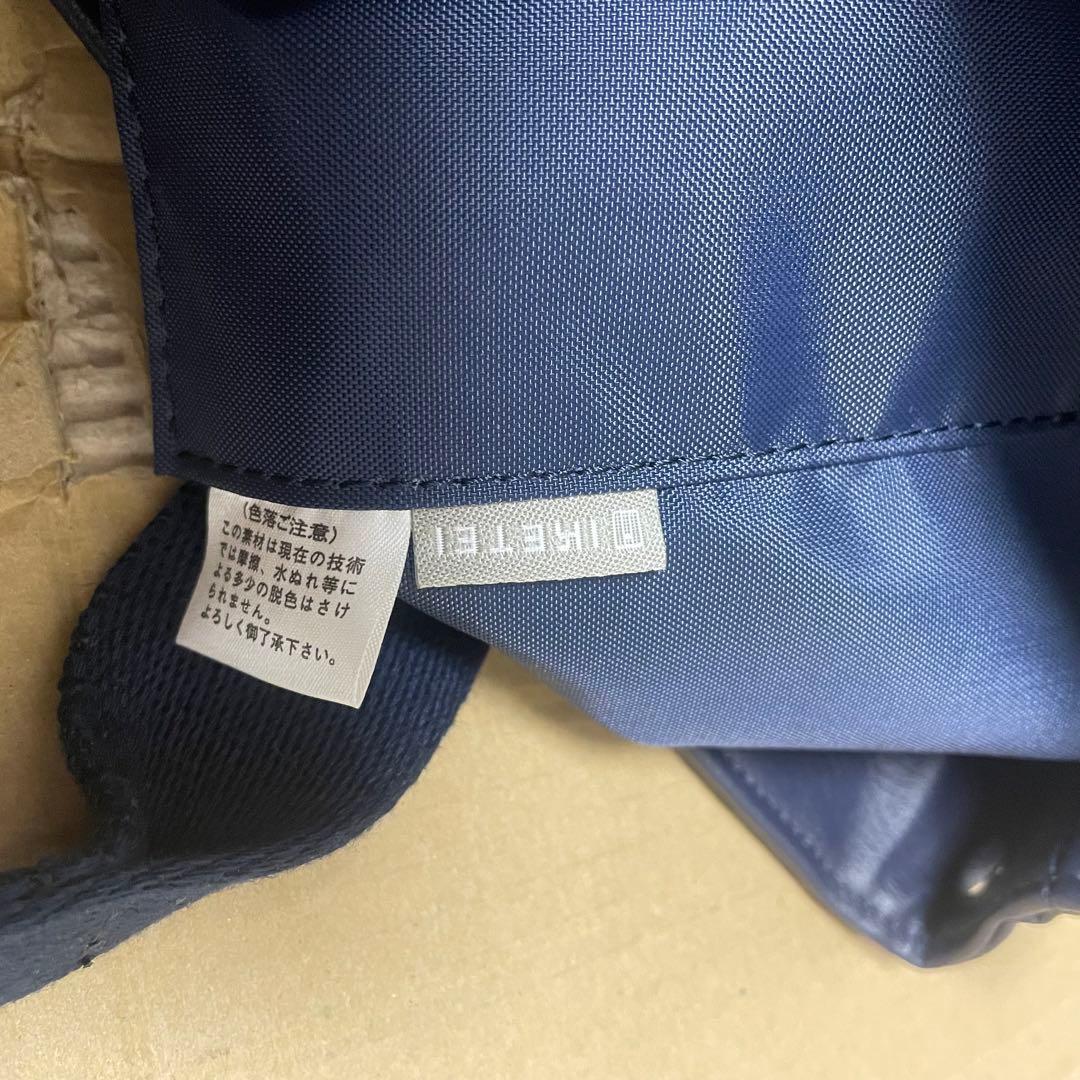 （色落ご注意）
この素材は現在の技術
では摩擦、水ぬれ等に
よる多少の脱色はさけ
られません。
よろしく御了承下さい。
IKETEI